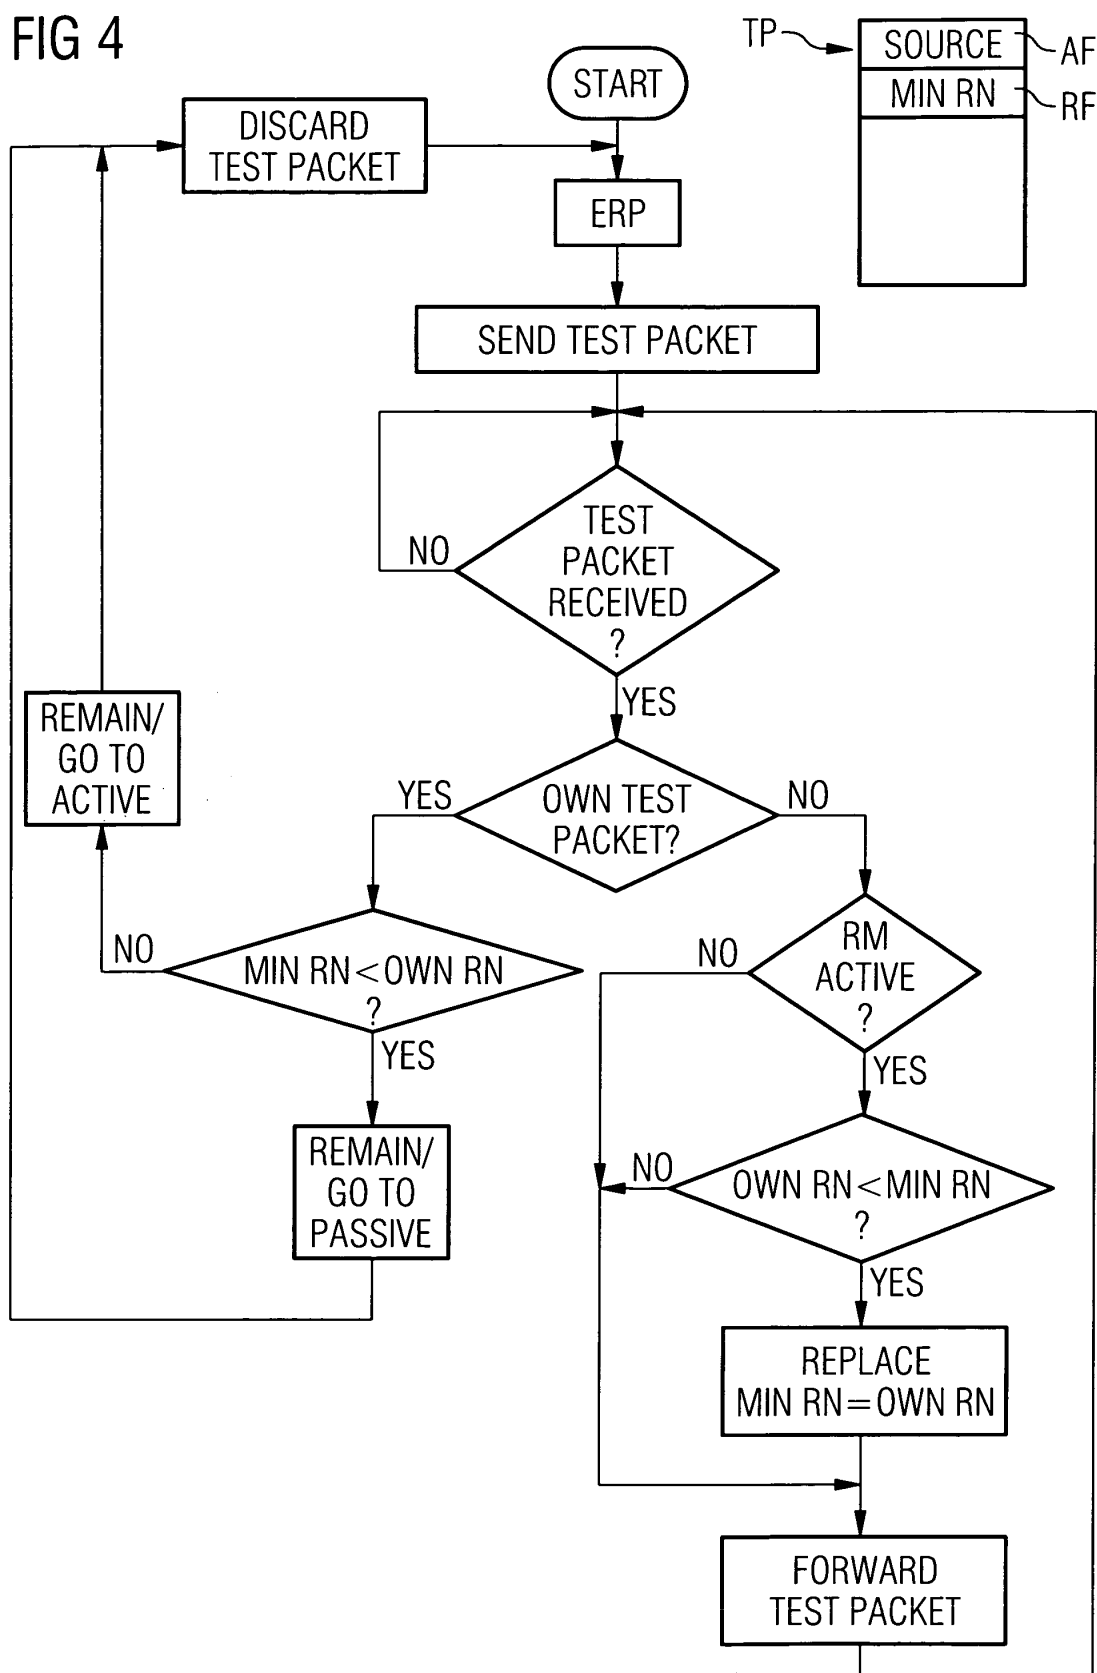 FIG 4
TP
SOURCE
AF
MIN RN
RF
START
DISCARD
TEST PACKET
ERP
SEND TEST PACKET
TEST
PACKET
RECEIVED
?
NO
YES
OWN TEST
PACKET?
YES
NO
REMAIN/
GO TO
ACTIVE
NO
MIN RN<OWN RN
?
YES
RM
ACTIVE
?
NO
YES
REMAIN/
GO TO
PASSIVE
NO
OWN RN<MIN RN
?
YES
REPLACE
MIN RN=OWN RN
FORWARD
TEST PACKET